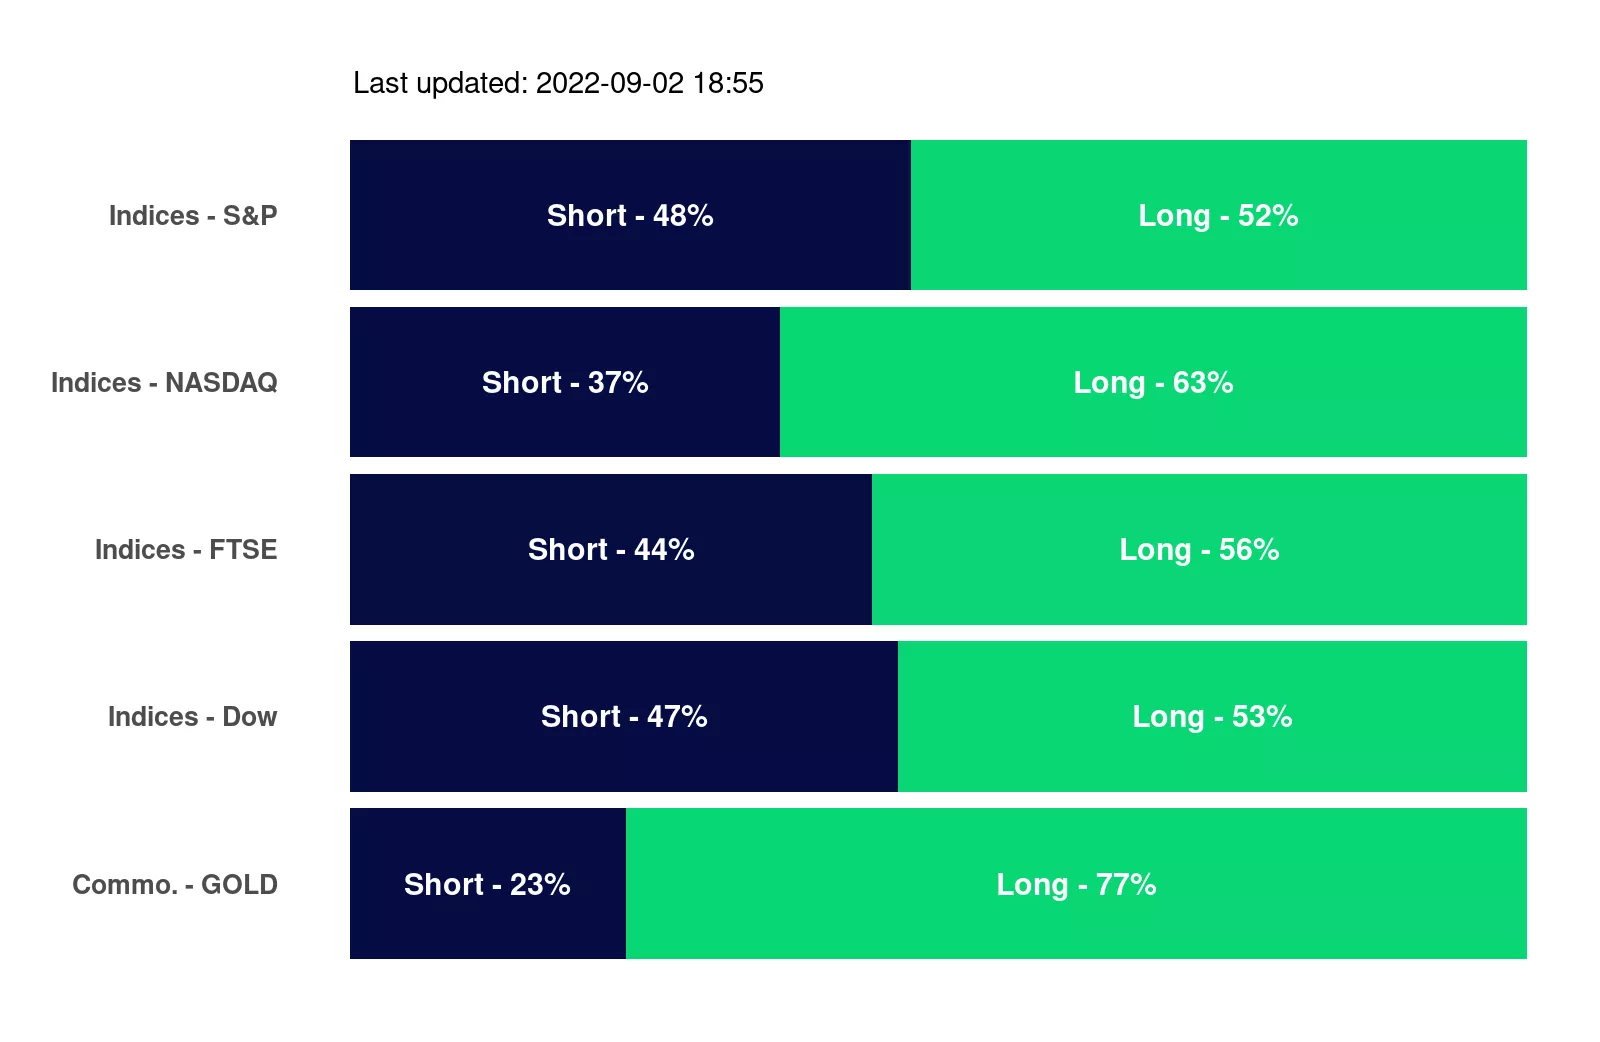 Last updated: 2022-09-02 18:55
Indices - S&P Short - 48% Long - 52%
Indices - NASDAQ Short - 37% Long - 63%
Indices - FTSE Short - 44% Long - 56%
Indices - Dow Short - 47% Long - 53%
Commo. - GOLD Short - 23% Long - 77%